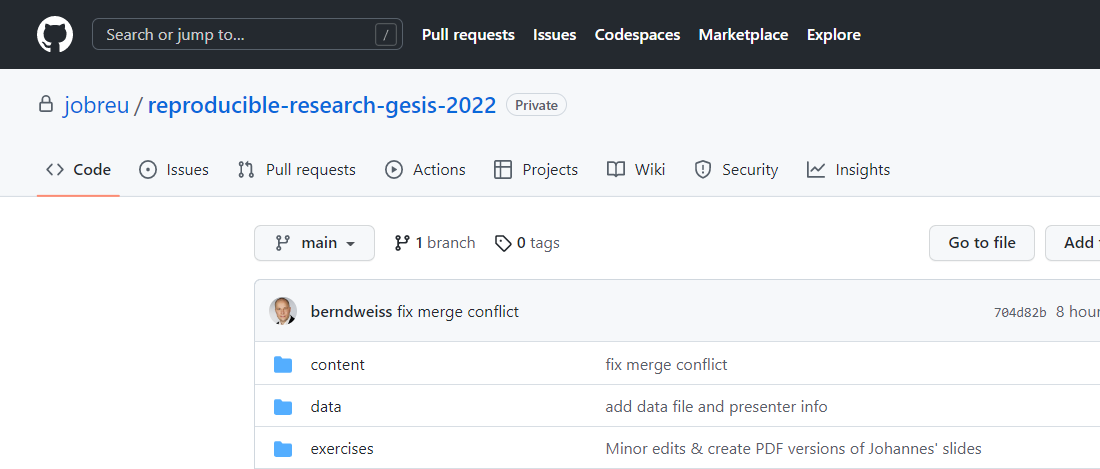 Search or jump to... / Pull requests Issues Codespaces Marketplace Explore
jobreu / reproducible-research-gesis-2022 Private
Code Issues Pull requests Actions Projects Wiki Security Insights
main 1 branch 0 tags Go to file Add
berndweiss fix merge conflict 704d82b 8 hour
content fix merge conflict
data add data file and presenter info
exercises Minor edits & create PDF versions of Johannes' slides